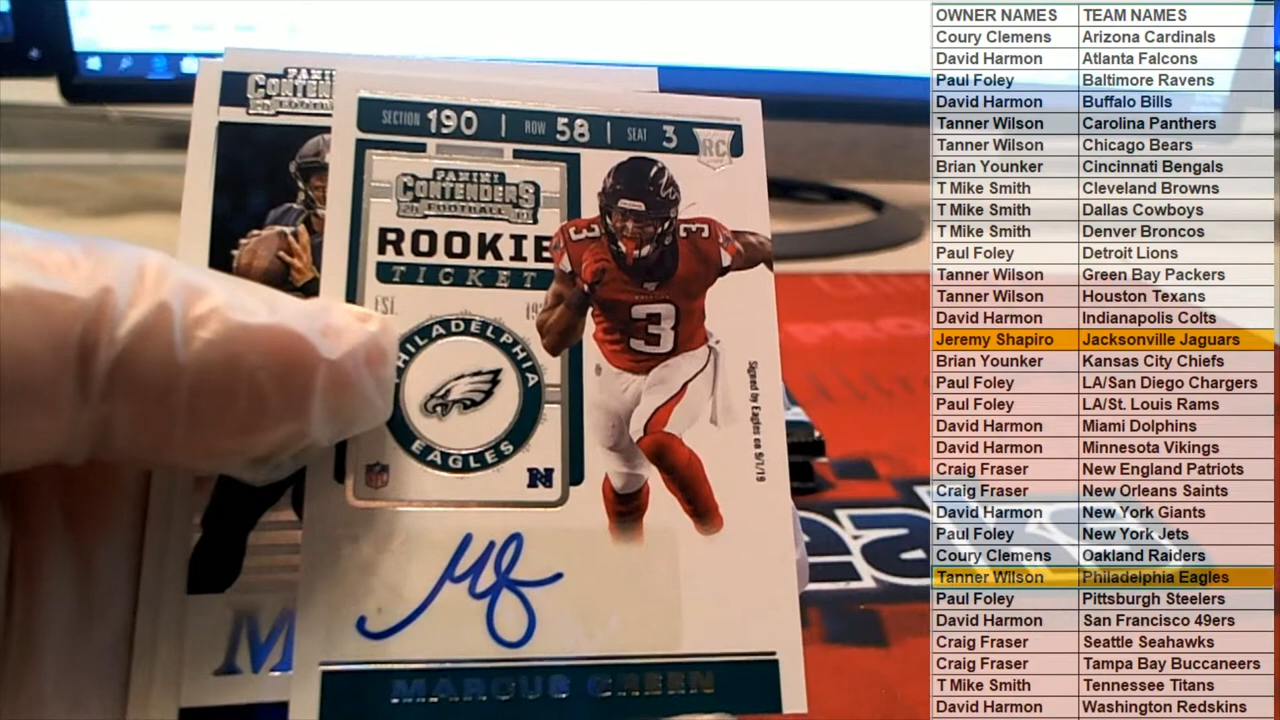 SECTION 190 | ROW 58 | SEAT 3
RC
PANINI
CONTENDERS
FOOTBALL
ROOKIE
TICKET
EST.
PHILADELPHIA
EAGLES
NFL
N
3
3
3
Signed by Eagles on 9/1/19
MARCUS GREEN
CONTENDERS
M
OWNER NAMES TEAM NAMES
Coury Clemens Arizona Cardinals
David Harmon Atlanta Falcons
Paul Foley Baltimore Ravens
David Harmon Buffalo Bills
Tanner Wilson Carolina Panthers
Tanner Wilson Chicago Bears
Brian Younker Cincinnati Bengals
T Mike Smith Cleveland Browns
T Mike Smith Dallas Cowboys
T Mike Smith Denver Broncos
Paul Foley Detroit Lions
Tanner Wilson Green Bay Packers
Tanner Wilson Houston Texans
David Harmon Indianapolis Colts
Jeremy Shapiro Jacksonville Jaguars
Brian Younker Kansas City Chiefs
Paul Foley LA/San Diego Chargers
Paul Foley LA/St. Louis Rams
David Harmon Miami Dolphins
David Harmon Minnesota Vikings
Craig Fraser New England Patriots
Craig Fraser New Orleans Saints
David Harmon New York Giants
Paul Foley New York Jets
Coury Clemens Oakland Raiders
Tanner Wilson Philadelphia Eagles
Paul Foley Pittsburgh Steelers
David Harmon San Francisco 49ers
Craig Fraser Seattle Seahawks
Craig Fraser Tampa Bay Buccaneers
T Mike Smith Tennessee Titans
David Harmon Washington Redskins